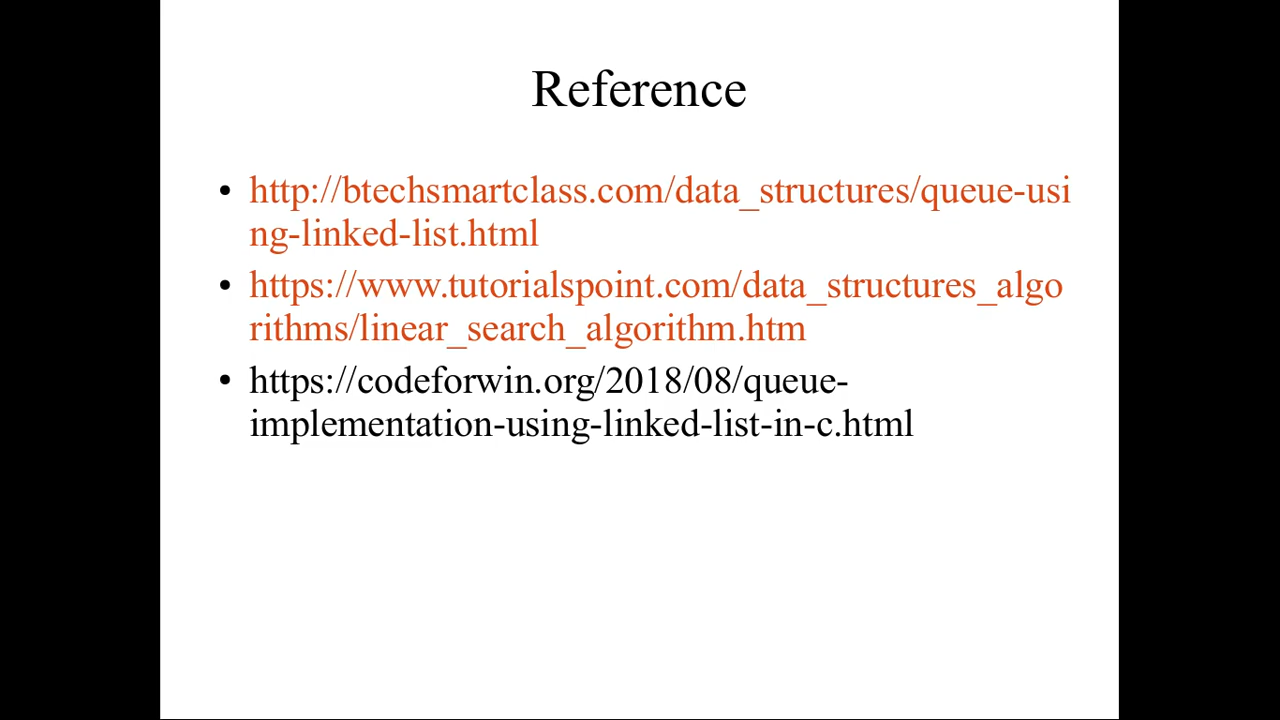 Reference
• http://btechsmartclass.com/data_structures/queue-usi
ng-linked-list.html
• https://www.tutorialspoint.com/data_structures_algo
rithms/linear_search_algorithm.htm
• https://codeforwin.org/2018/08/queue-
implementation-using-linked-list-in-c.html